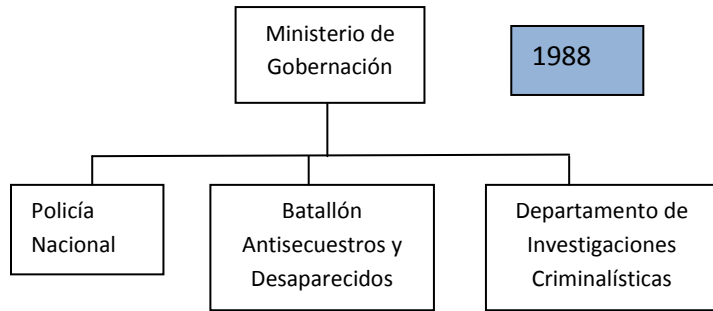 Ministerio de
Gobernación
1988
Policía
Nacional
Batallón
Antisecuestros y
Desaparecidos
Departamento de
Investigaciones
Criminalísticas